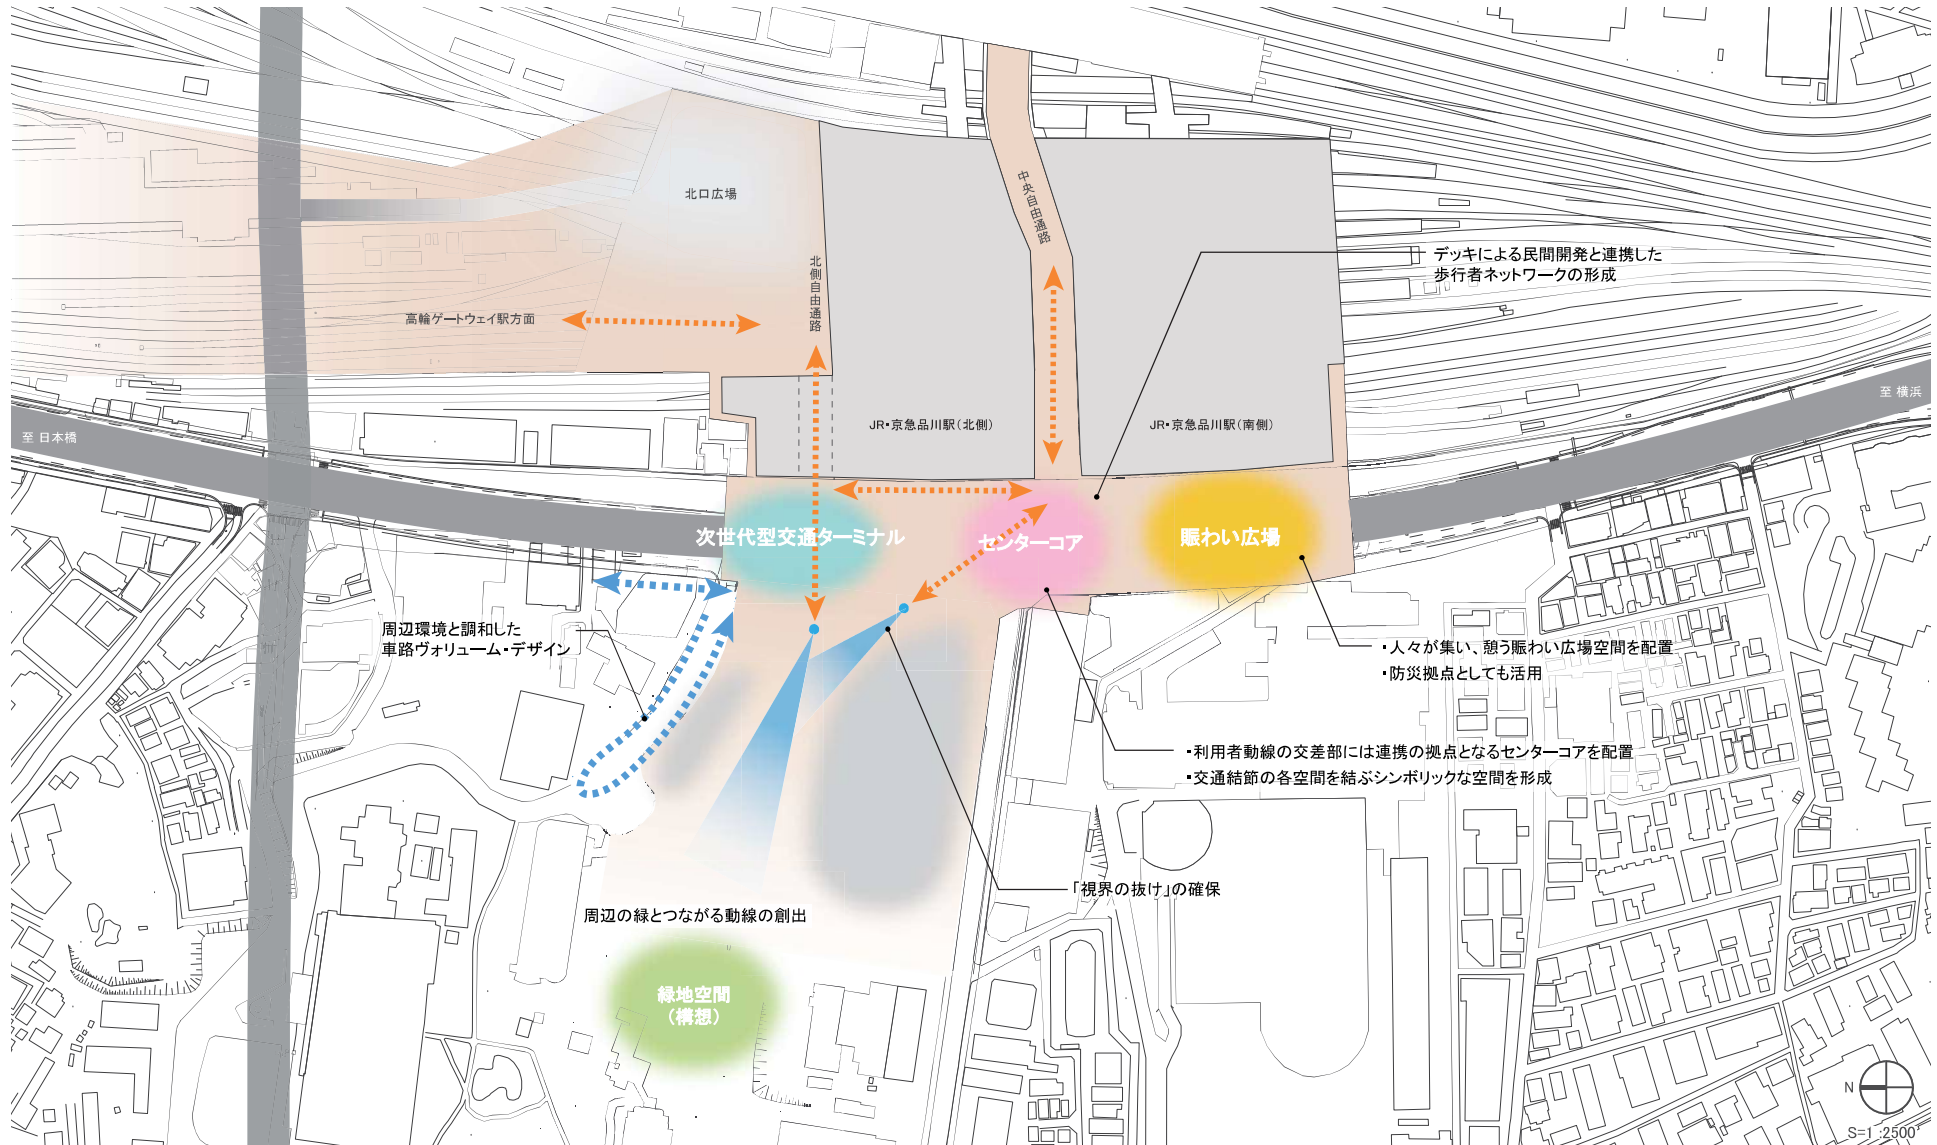 北口広場
中央自由通路
北側自由通路
デッキによる民間開発と連携した
歩行者ネットワークの形成
高輪ゲートウェイ駅方面
至 横浜
JR・京急品川駅（北側）
JR・京急品川駅（南側）
至 日本橋
次世代型交通ターミナル
センターコア
賑わい広場
周辺環境と調和した
車路ヴォリューム・デザイン
・人々が集い、憩う賑わい広場空間を配置
・防災拠点としても活用
・利用者動線の交差部には連携の拠点となるセンターコアを配置
・交通結節の各空間を結ぶシンボリックな空間を形成
「視界の抜け」の確保
周辺の緑とつながる動線の創出
緑地空間
（構想）
N
S=1:2500